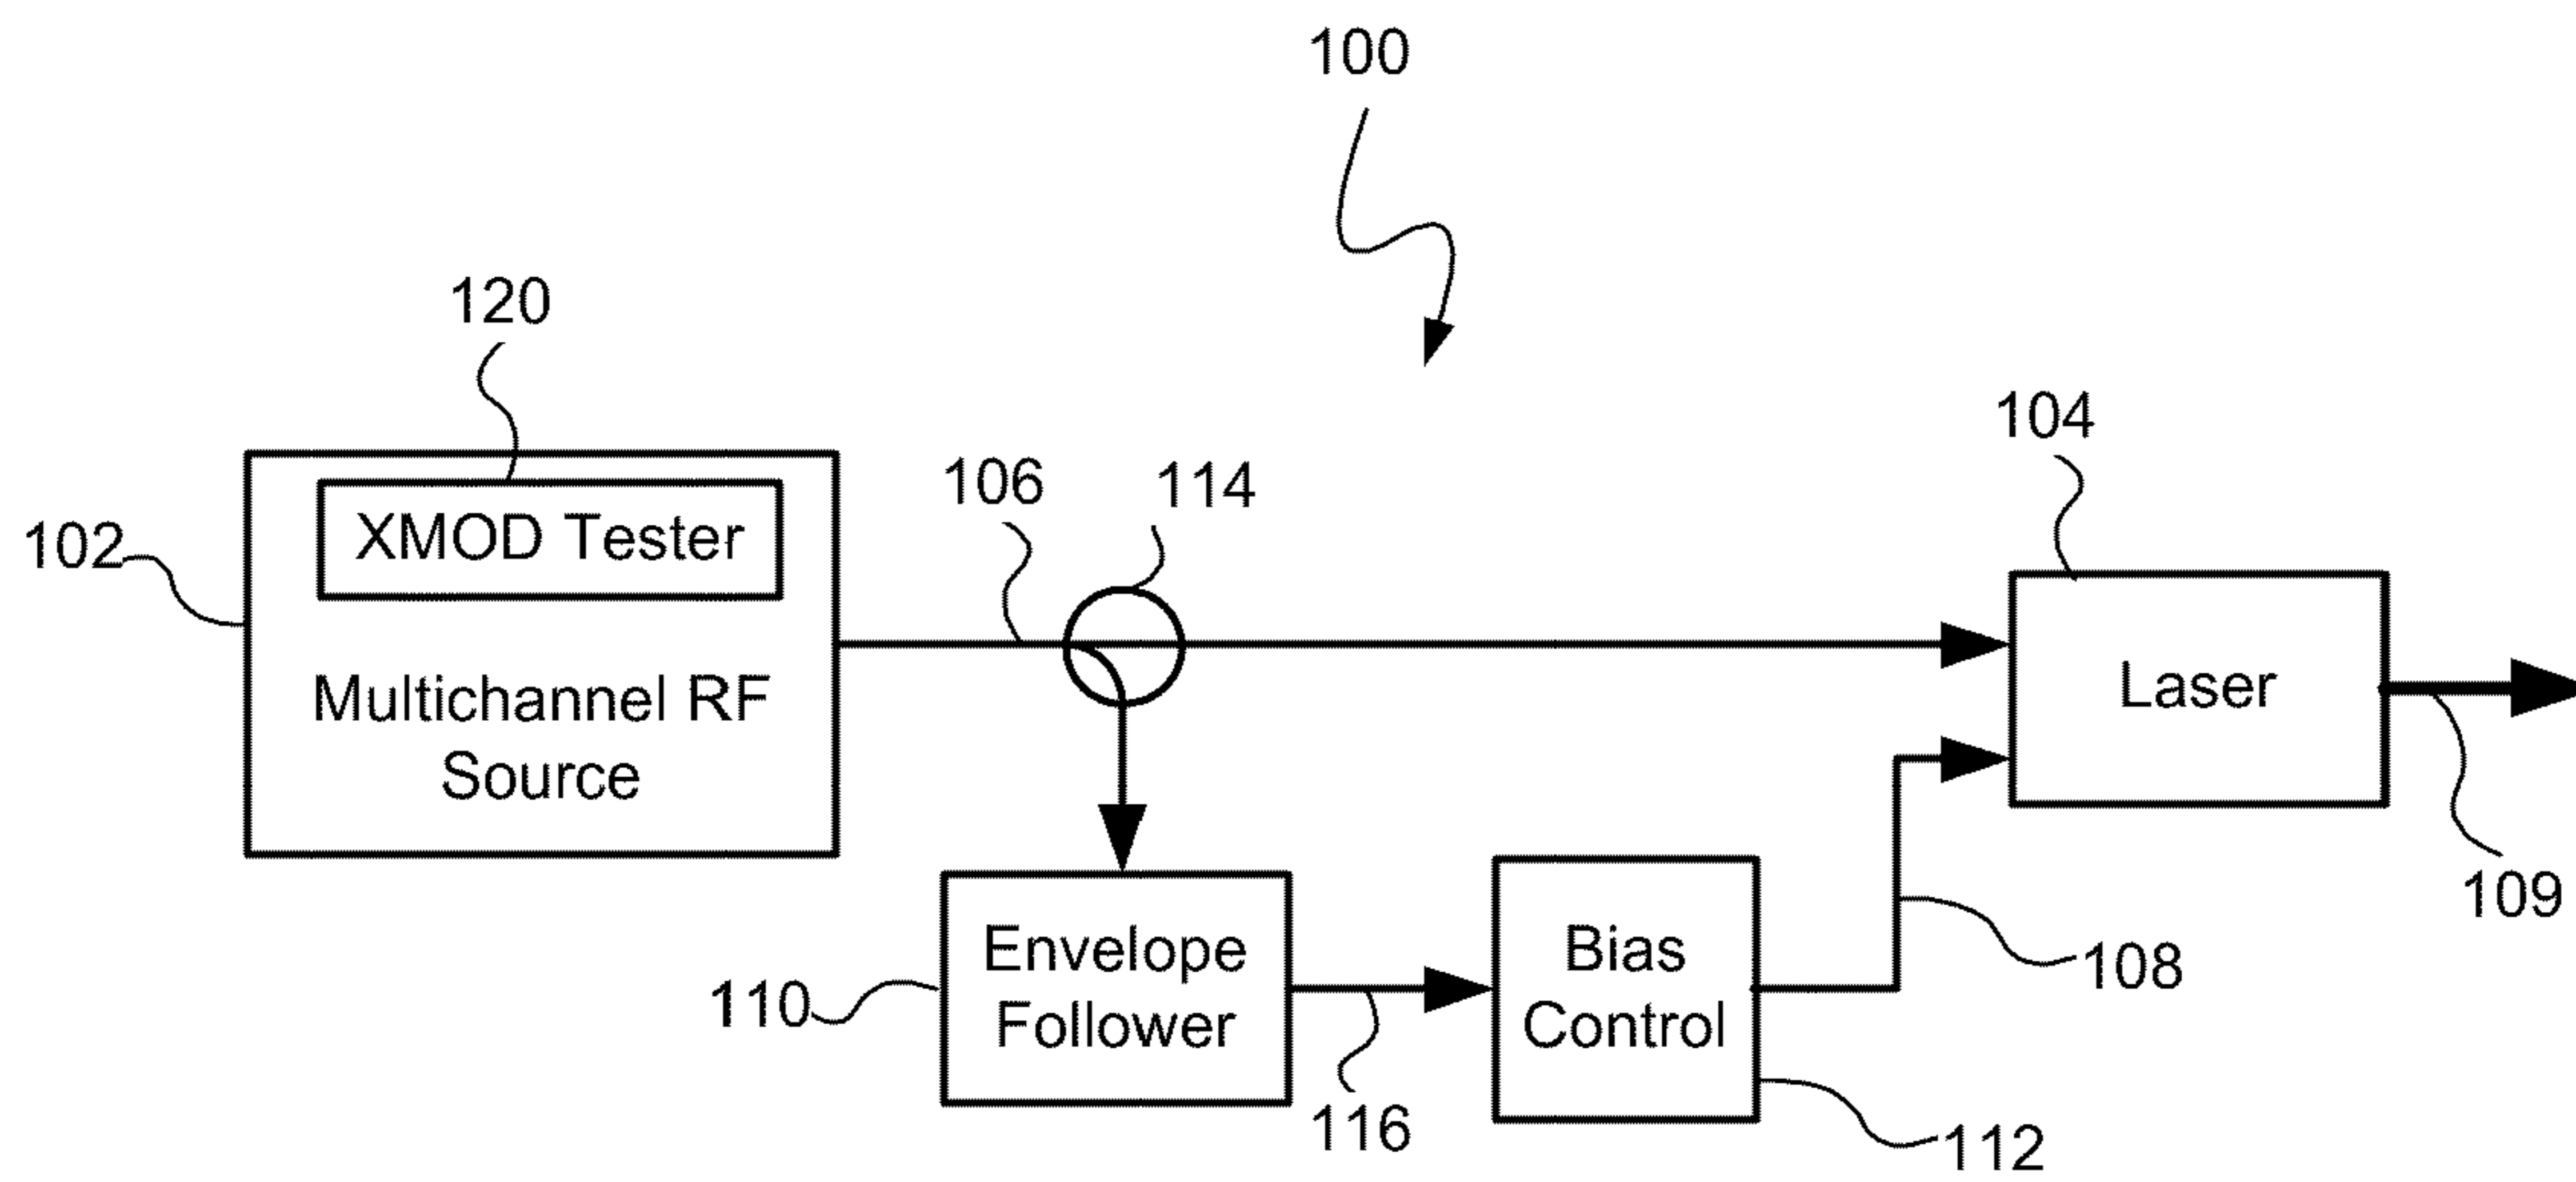 100
120
104
106
114
XMOD Tester
102
Laser
Multichannel RF
Source
109
Envelope
Follower
Bias
Control
108
110
116
112